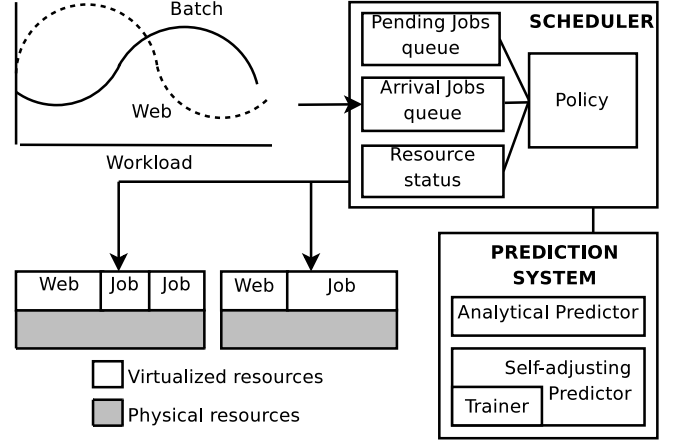 Batch
Web
Workload
SCHEDULER
Pending Jobs
queue
Arrival Jobs
queue
Resource
status
Policy
PREDICTION
SYSTEM
Analytical Predictor
Self-adjusting
Predictor
Trainer
Web
Job
Job
Web
Job
Virtualized resources
Physical resources